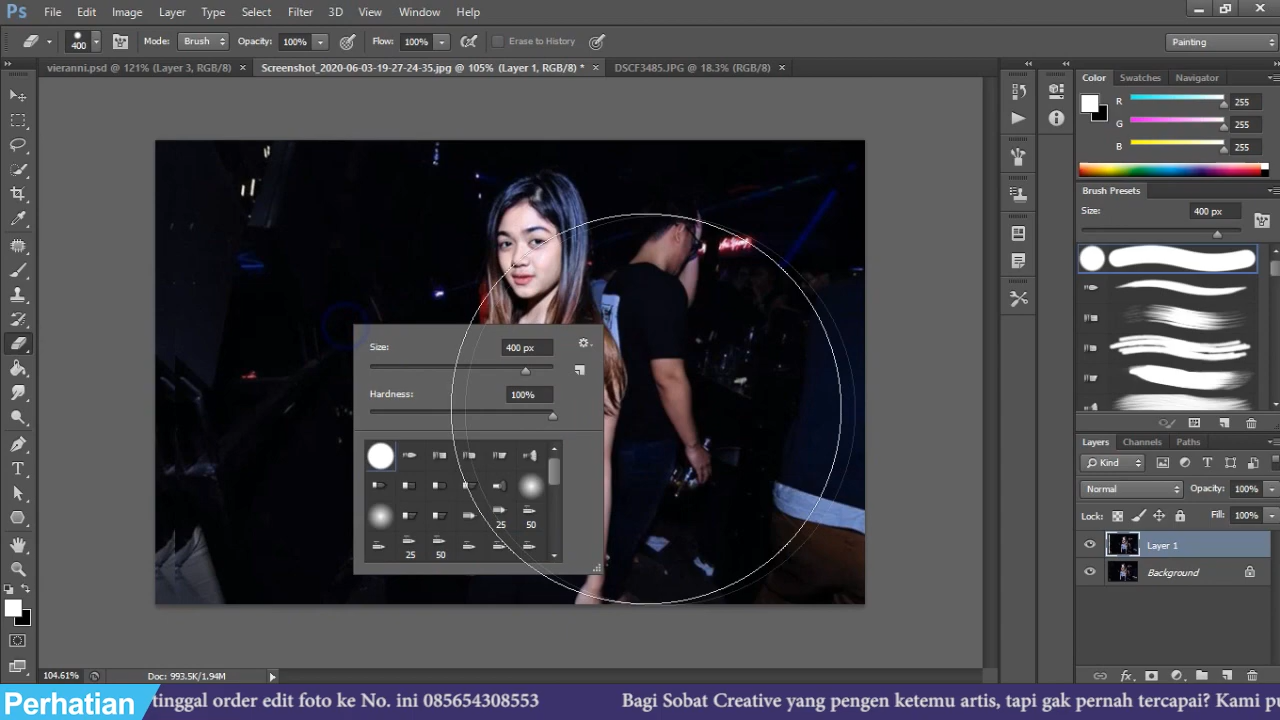 Ps File Edit Image Layer Type Select Filter 3D View Window Help
400 Mode: Brush Opacity: 100% Flow: 100% Erase to History Painting
vieranni.psd @ 121% (Layer 3, RGB/8) × Screenshot_2020-06-03-19-27-24-35.jpg @ 105% (Layer 1, RGB/8) * × DSCF3485.JPG @ 18.3% (RGB/8) ×
Color Swatches Navigator
R 255
G 255
B 255
Brush Presets
Size: 400 px
Size: 400 px
Hardness: 100%
25 50
25 50
Layers Channels Paths
Kind
Normal Opacity: 100%
Lock: Fill: 100%
Layer 1
Background
104.61% Doc: 993.5K/1.94M
Perhatian tinggal order edit foto ke No. ini 085654308553 Bagi Sobat Creative yang pengen ketemu artis, tapi gak pernah tercapai? Kami